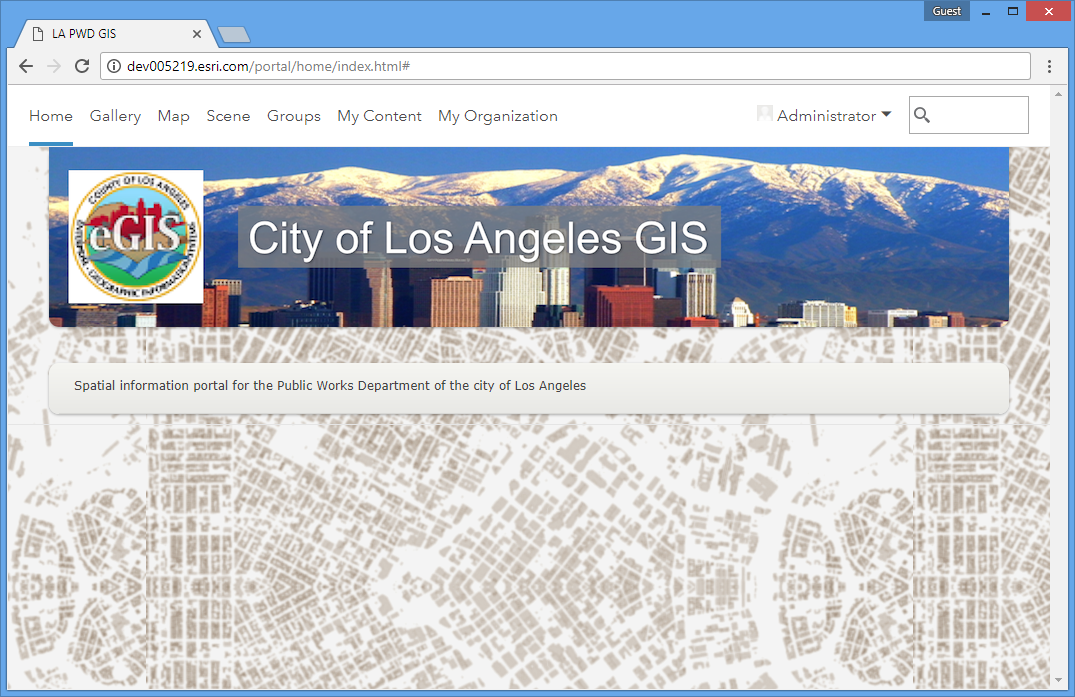 Guest
LA PWD GIS
dev005219.esri.com/portal/home/index.html#
Home Gallery Map Scene Groups My Content My Organization Administrator
COUNTY OF LOS ANGELES
eGIS
GEOGRAPHIC INFORMATION
City of Los Angeles GIS
Spatial information portal for the Public Works Department of the city of Los Angeles